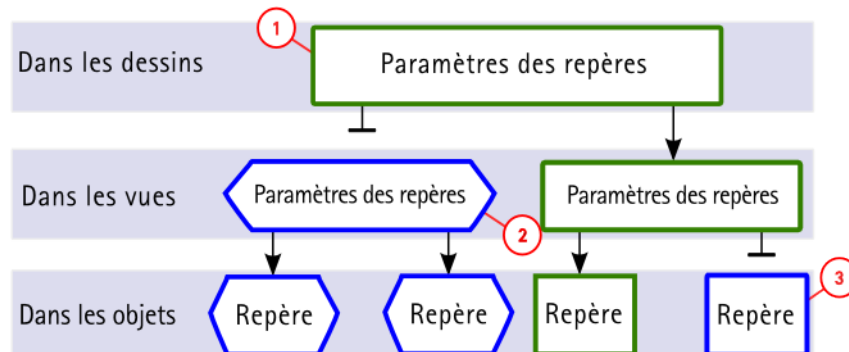 1
Dans les dessins
Paramètres des repères
Dans les vues
Paramètres des repères
Paramètres des repères
2
3
Dans les objets
Repère
Repère
Repère
Repère